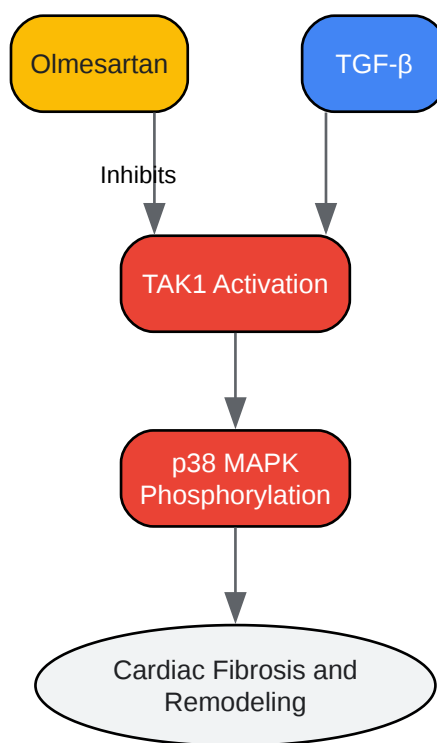 Olmesartan
TGF-β
Inhibits
TAK1 Activation
p38 MAPK
Phosphorylation
Cardiac Fibrosis and
Remodeling